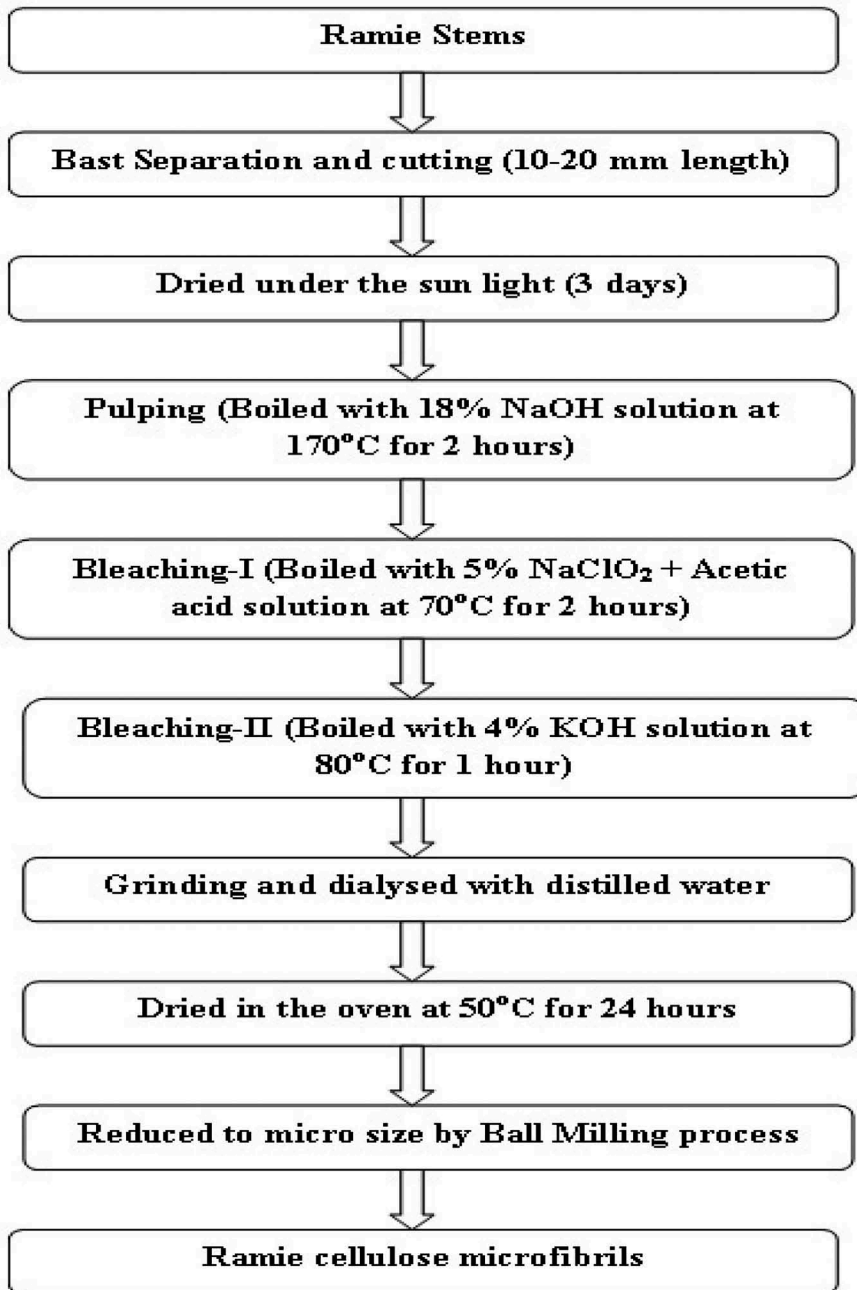 Ramie Stems
Bast Separation and cutting (10-20 mm length)
Dried under the sun light (3 days)
Pulping (Boiled with 18% NaOH solution at
170°C for 2 hours)
Bleaching-I (Boiled with 5% NaClO₂ + Acetic
acid solution at 70°C for 2 hours)
Bleaching-II (Boiled with 4% KOH solution at
80°C for 1 hour)
Grinding and dialysed with distilled water
Dried in the oven at 50°C for 24 hours
Reduced to micro size by Ball Milling process
Ramie cellulose microfibrils